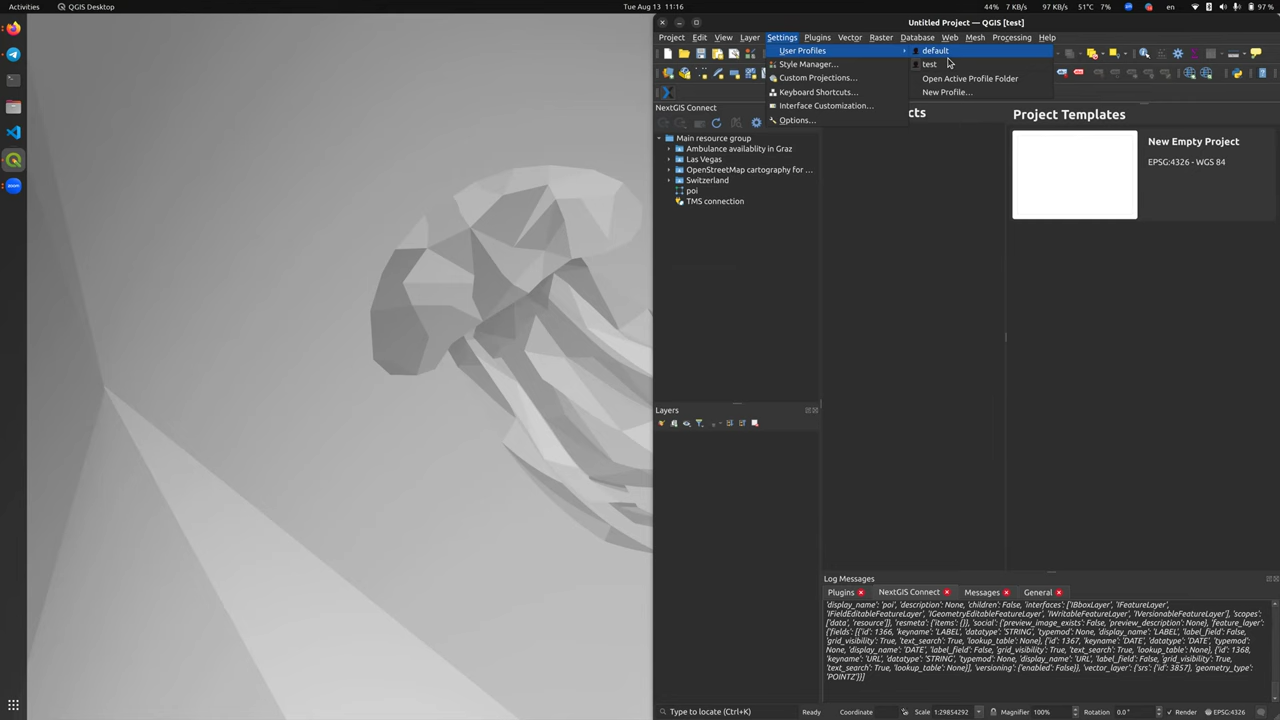 Activities
QGIS Desktop
Tue Aug 13 11:16
44% 7 KB/s
97 KB/s 51°C 7%
en
97 %
Untitled Project — QGIS [test]
Project Edit View Layer Settings Plugins Vector Raster Database Web Mesh Processing Help
User Profiles
Style Manager...
Custom Projections...
Keyboard Shortcuts...
Interface Customization...
Options...
default
test
Open Active Profile Folder
New Profile...
NextGIS Connect
Main resource group
Ambulance availablity in Graz
Las Vegas
OpenStreetMap cartography for ...
Switzerland
poi
TMS connection
cts
Project Templates
New Empty Project
EPSG:4326 - WGS 84
Layers
Log Messages
Plugins NextGIS Connect Messages General
'display_name': 'poi', 'description': None, 'children': False, 'interfaces': ['IBboxLayer',
'IFieldEditableFeatureLayer', 'IGeometryEditableFeatureLayer', 'IWritableFeatureLayer', 'IVersionableFeatureLayer'], 'scopes':
['data', 'resource']}, 'resmeta': {'items': {}}, 'social': {'preview_image_exists': False, 'preview_description': None}, 'feature_layer':
{'fields': [{'id': 1366, 'keyname': 'LABEL', 'datatype': 'STRING', 'typemod': None, 'display_name': 'LABEL', 'label_field': False,
'grid_visibility': True, 'text_search': True, 'lookup_table': None}, {'id': 1367, 'keyname': 'DATE', 'datatype': 'DATE', 'typemod':
None, 'display_name': 'DATE', 'label_field': False, 'grid_visibility': True, 'text_search': True, 'lookup_table': None}, {'id': 1368,
'keyname': 'URL', 'datatype': 'STRING', 'typemod': None, 'display_name': 'URL', 'label_field': False, 'grid_visibility': True,
'text_search': True, 'lookup_table': None}], 'versioning': {'enabled': False}}, 'vector_layer': {'srs': {'id': 3857}, 'geometry_type':
'POINTZ'}}]
Type to locate (Ctrl+K)
Ready
Coordinate
Scale 1:29854292
Magnifier 100%
Rotation 0.0 °
Render
EPSG:4326